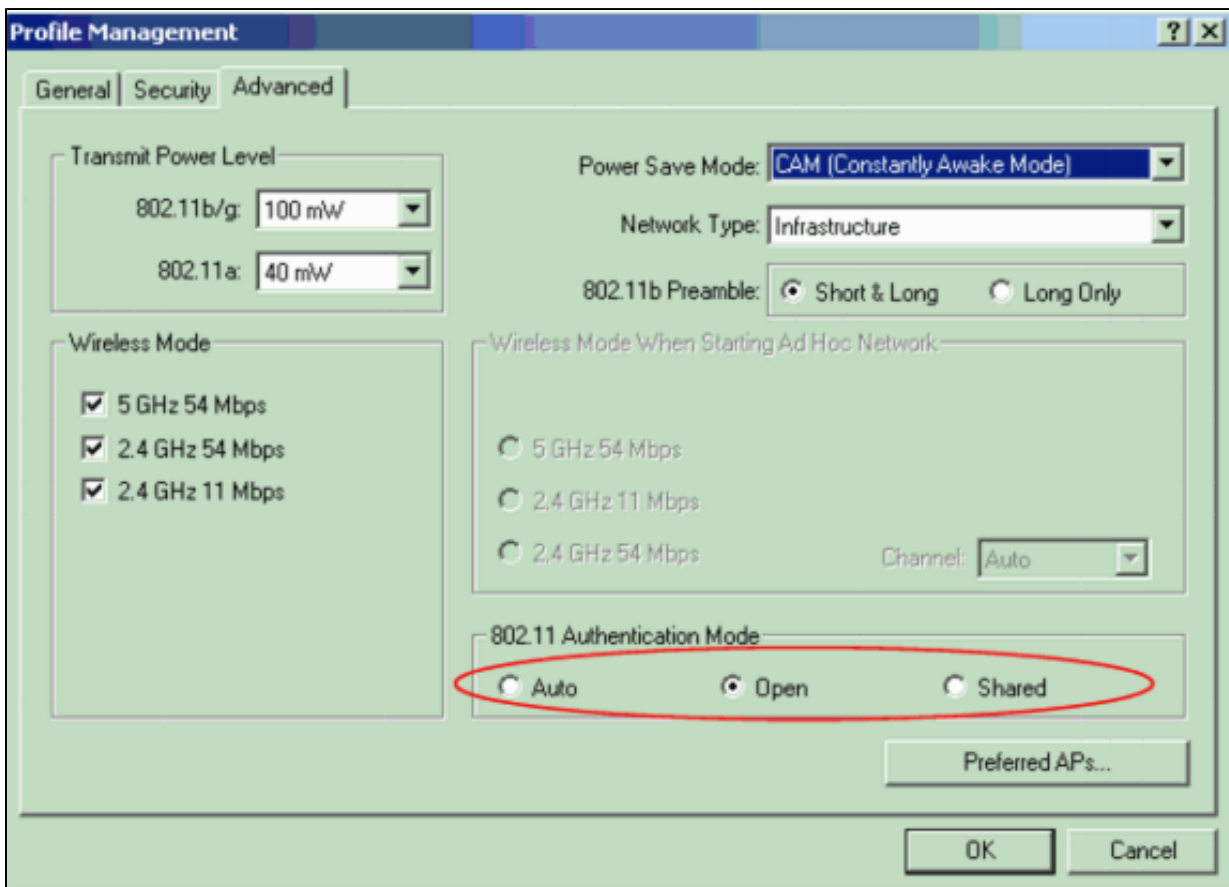 Profile Management
General
Security
Advanced
Transmit Power Level
802.11b/g: 100 mW
802.11a: 40 mW
Power Save Mode: CAM (Constantly Awake Mode)
Network Type: Infrastructure
802.11b Preamble: Short & Long Long Only
Wireless Mode
5 GHz 54 Mbps
2.4 GHz 54 Mbps
2.4 GHz 11 Mbps
Wireless Mode When Starting Ad Hoc Network
5 GHz 54 Mbps
2.4 GHz 11 Mbps
2.4 GHz 54 Mbps
Channel: Auto
802.11 Authentication Mode
Auto Open Shared
Preferred APs...
OK Cancel